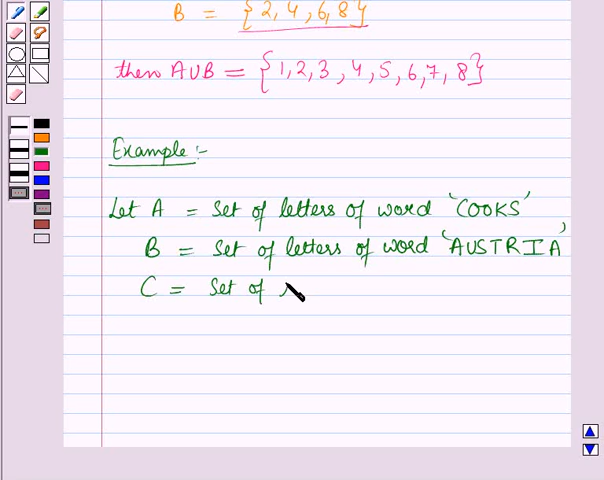 B = {2, 4, 6, 8}
then A∪B = {1, 2, 3, 4, 5, 6, 7, 8}
Example :-
Let A = Set of letters of word 'COOKS'
B = Set of letters of word 'AUSTRIA'
C = Set of